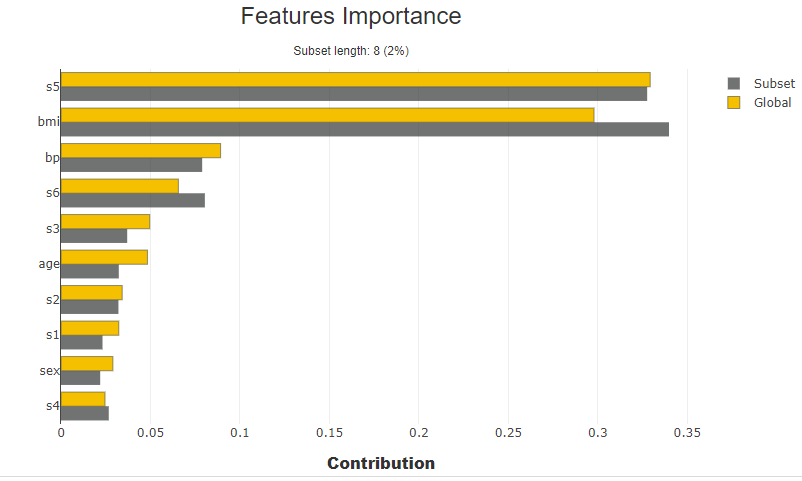 Features Importance
Subset length: 8 (2%)
Subset
Global
s5
bmi
bp
s6
s3
age
s2
s1
sex
s4
0 0.05 0.1 0.15 0.2 0.25 0.3 0.35
Contribution